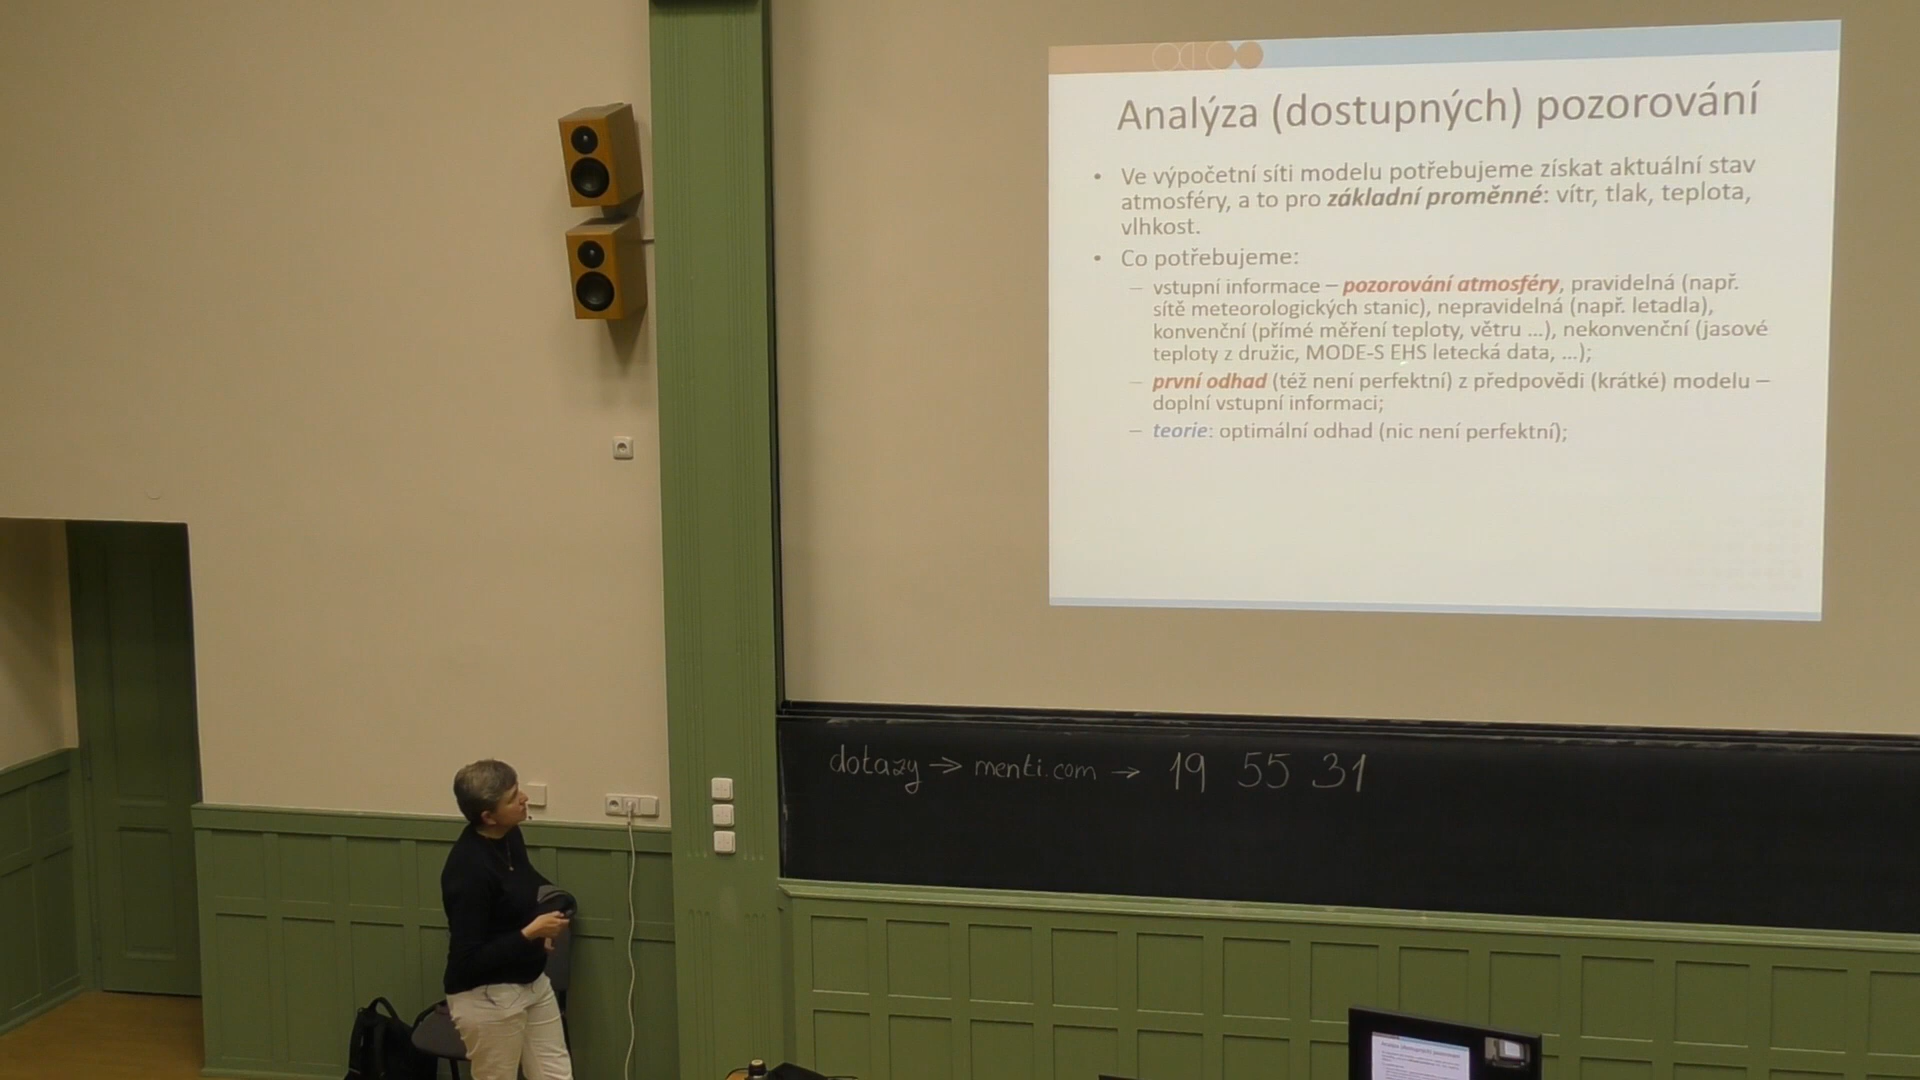 Analýza (dostupných) pozorování
• Ve výpočetní síti modelu potřebujeme získat aktuální stav
atmosféry, a to pro základní proměnné: vítr, tlak, teplota,
vlhkost.
• Co potřebujeme:
– vstupní informace – pozorování atmosféry, pravidelná (např.
sítě meteorologických stanic), nepravidelná (např. letadla),
konvenční (přímé měření teploty, větru ...), nekonvenční (jasové
teploty z družic, MODE-S EHS letecká data, ...);
– první odhad (též není perfektní) z předpovědi (krátké) modelu –
doplní vstupní informaci;
– teorie: optimální odhad (nic není perfektní);
dotazy → menti.com → 19 55 31